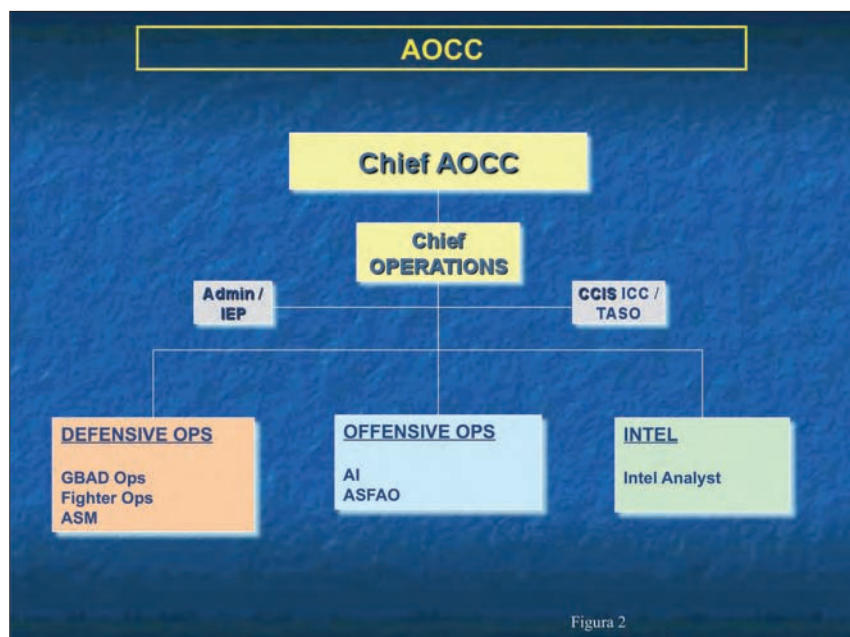 AOCC
Chief AOCC
Chief
OPERATIONS
Admin /
IEP
CCIS ICC /
TASO
DEFENSIVE OPS
GBAD Ops
Fighter Ops
ASM
OFFENSIVE OPS
AI
ASFAO
INTEL
Intel Analyst
Figura 2